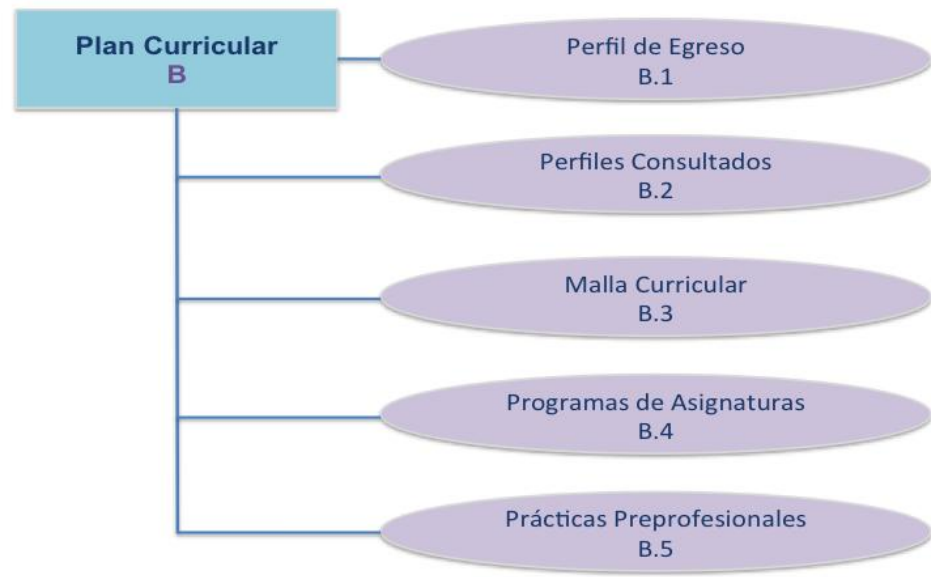 Plan Curricular
B
Perfil de Egreso
B.1
Perfiles Consultados
B.2
Malla Curricular
B.3
Programas de Asignaturas
B.4
Prácticas Preprofesionales
B.5